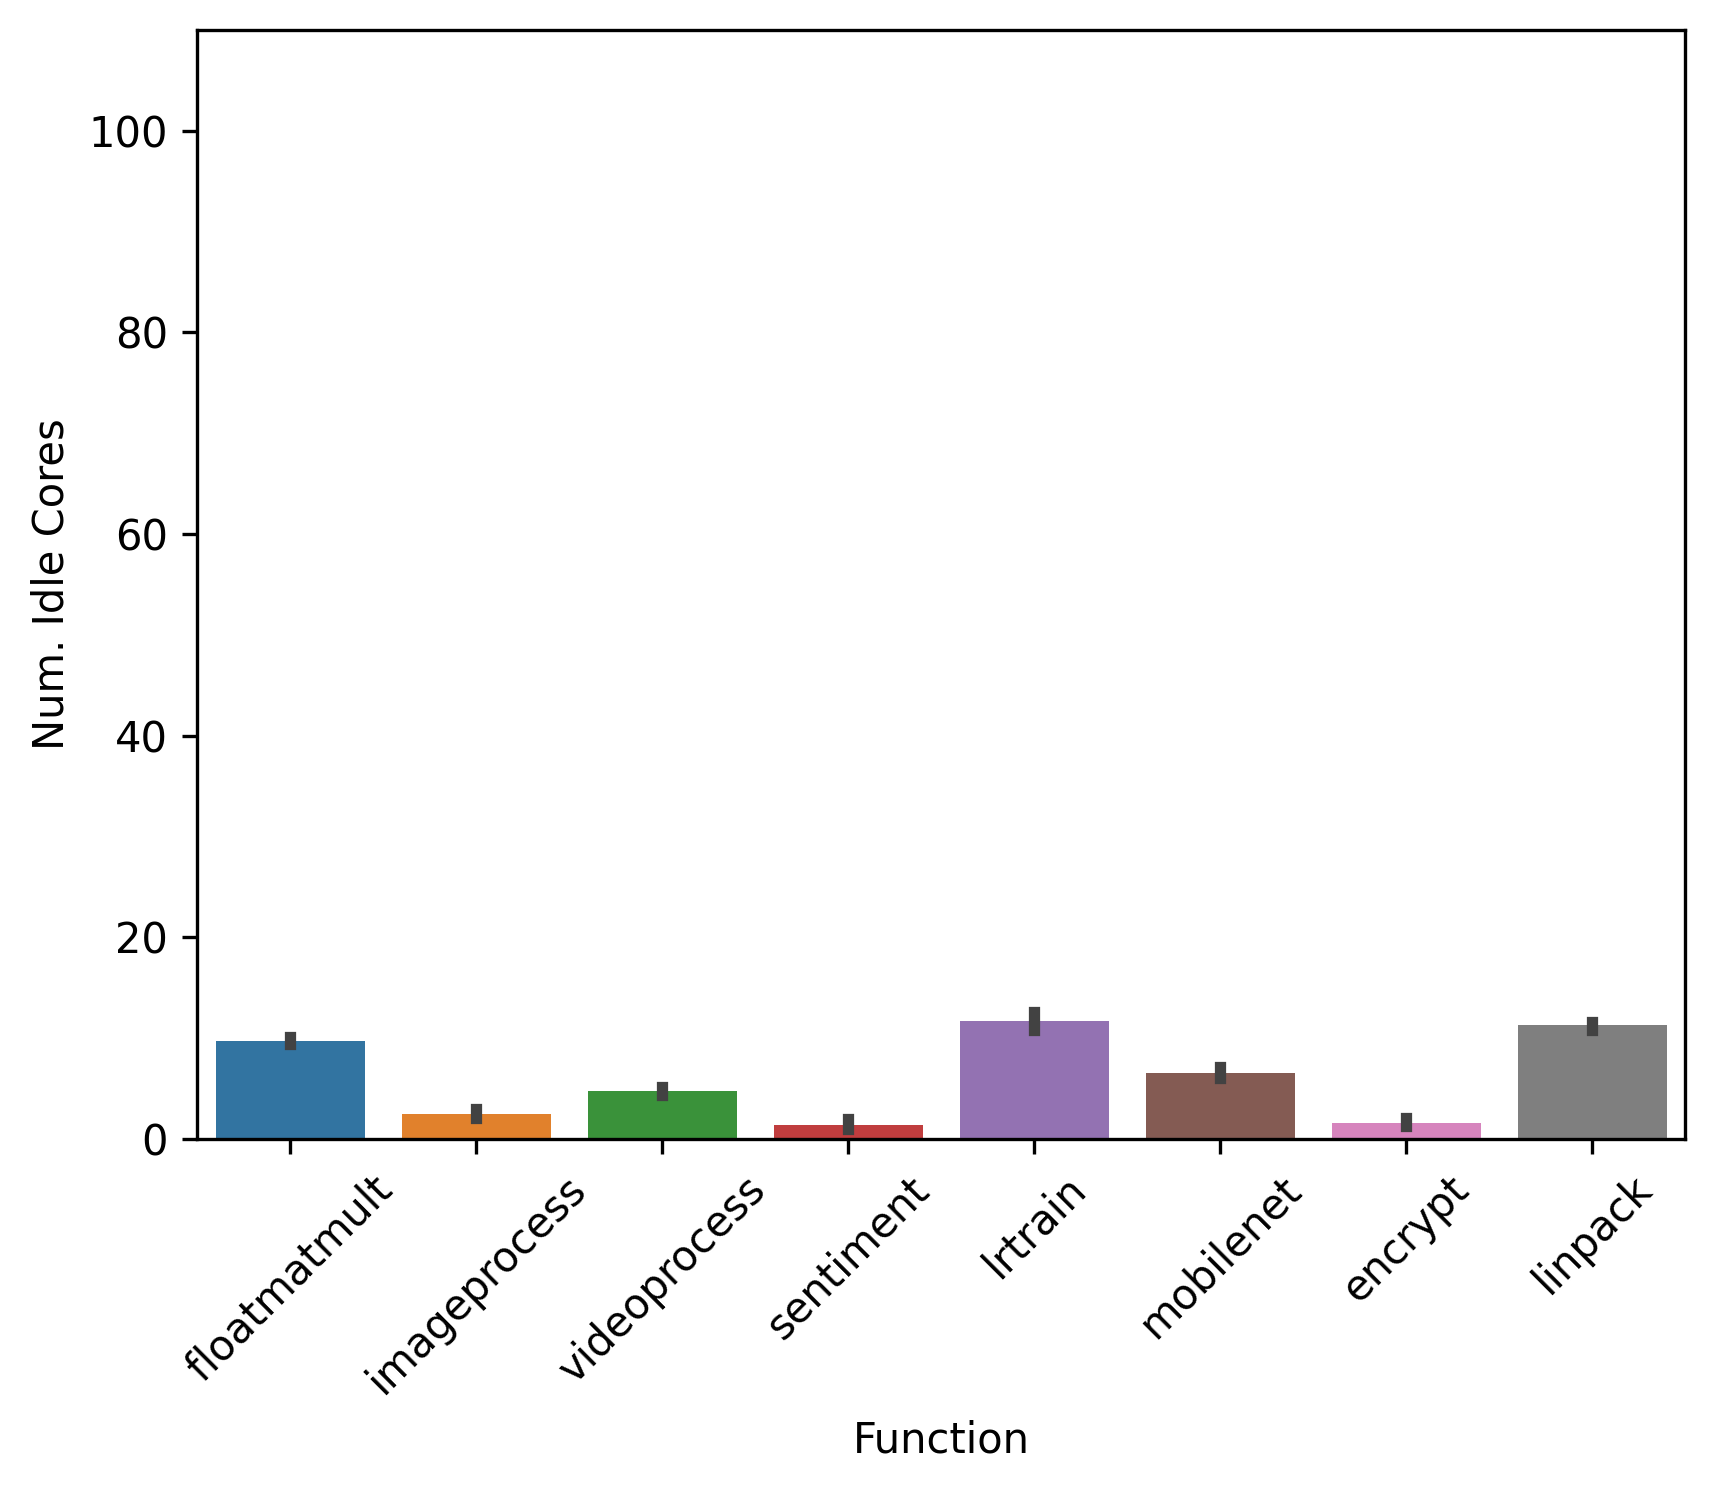 Num. Idle Cores
100
80
60
40
20
0
floatmatmult
imageprocess
videoprocess
sentiment
lrtrain
mobilenet
encrypt
linpack
Function